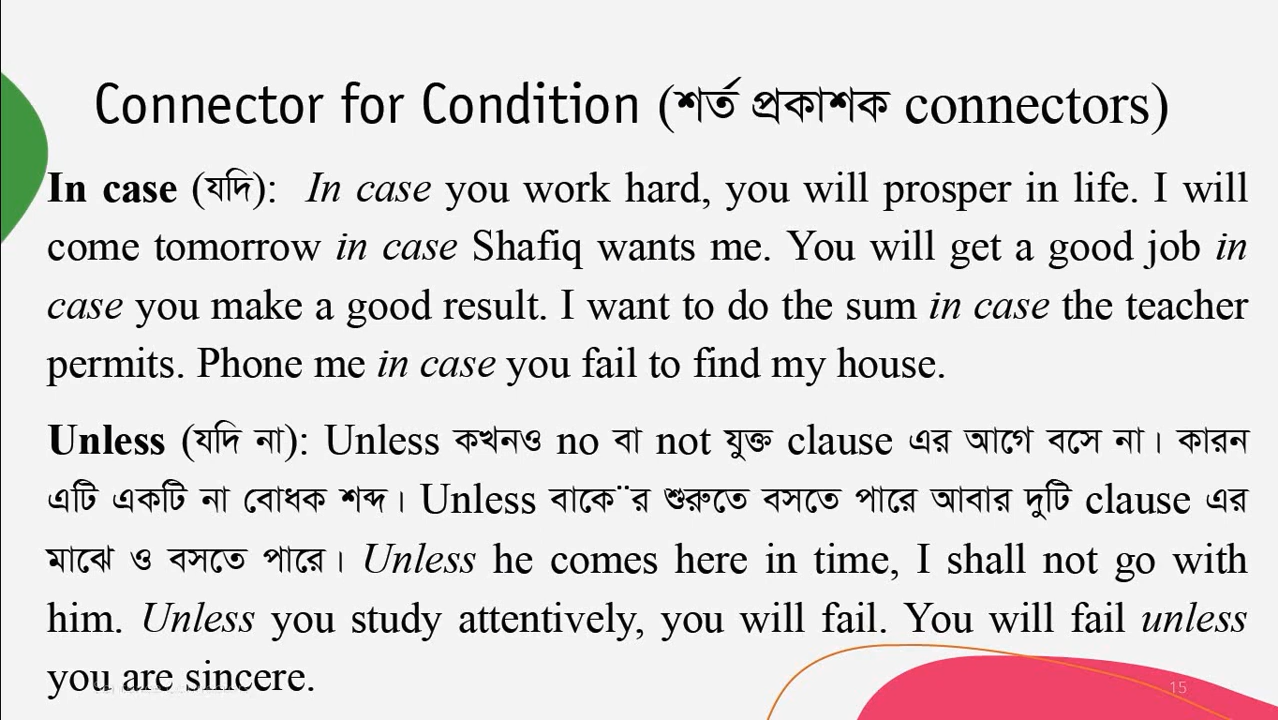 Connector for Condition (শর্ত প্রকাশক connectors)
In case (যদি): In case you work hard, you will prosper in life. I will
come tomorrow in case Shafiq wants me. You will get a good job in
case you make a good result. I want to do the sum in case the teacher
permits. Phone me in case you fail to find my house.
Unless (যদি না): Unless কখনও no বা not যুক্ত clause এর আগে বসে না। কারন
এটি একটি না বোধক শব্দ। Unless বাকে¨র শুরুতে বসতে পারে আবার দুটি clause এর
মাঝে ও বসতে পারে। Unless he comes here in time, I shall not go with
him. Unless you study attentively, you will fail. You will fail unless
you are sincere.
15